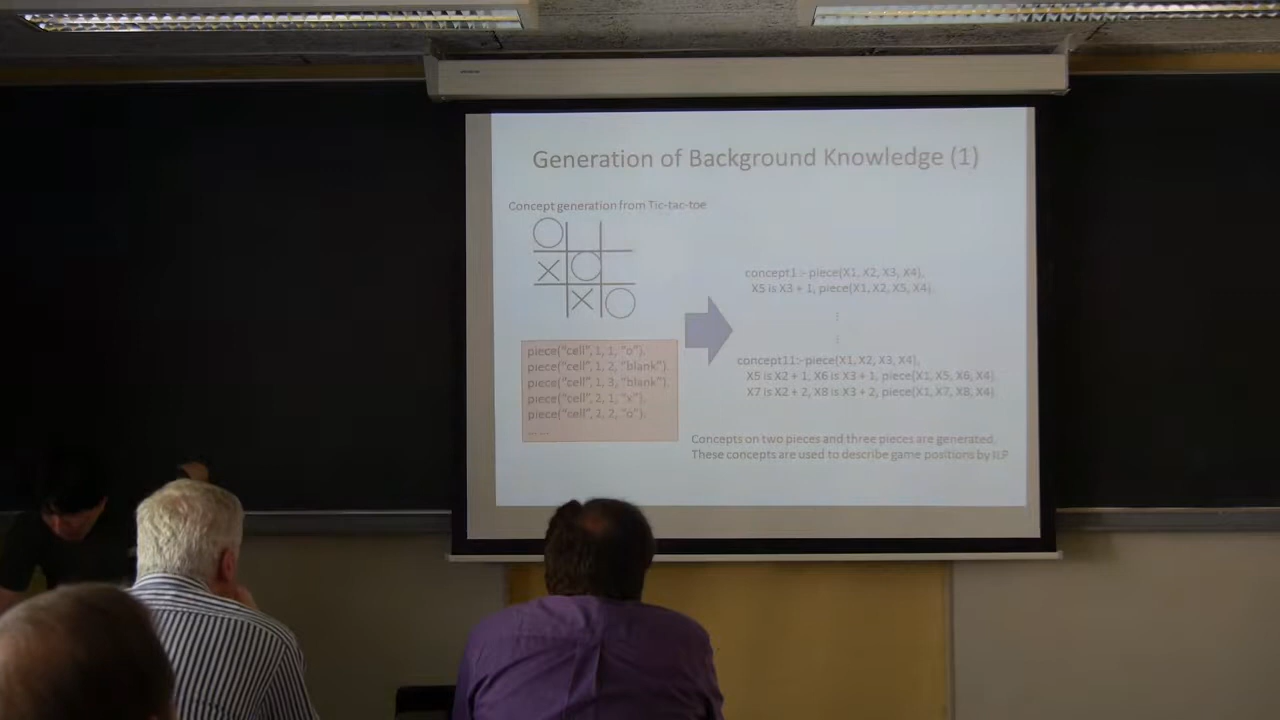 Generation of Background Knowledge (1)
Concept generation from Tic-tac-toe
piece("cell", 1, 1, "o").
piece("cell", 1, 2, "blank").
piece("cell", 1, 3, "blank").
piece("cell", 2, 1, "x").
piece("cell", 2, 2, "o").
... ...
concept1:- piece(X1, X2, X3, X4),
X5 is X3 + 1, piece(X1, X2, X5, X4).
⋮
⋮
concept11:- piece(X1, X2, X3, X4),
X5 is X2 + 1, X6 is X3 + 1, piece(X1, X5, X6, X4).
X7 is X2 + 2, X8 is X3 + 2, piece(X1, X7, X8, X4).
Concepts on two pieces and three pieces are generated.
These concepts are used to describe game positions by ILP